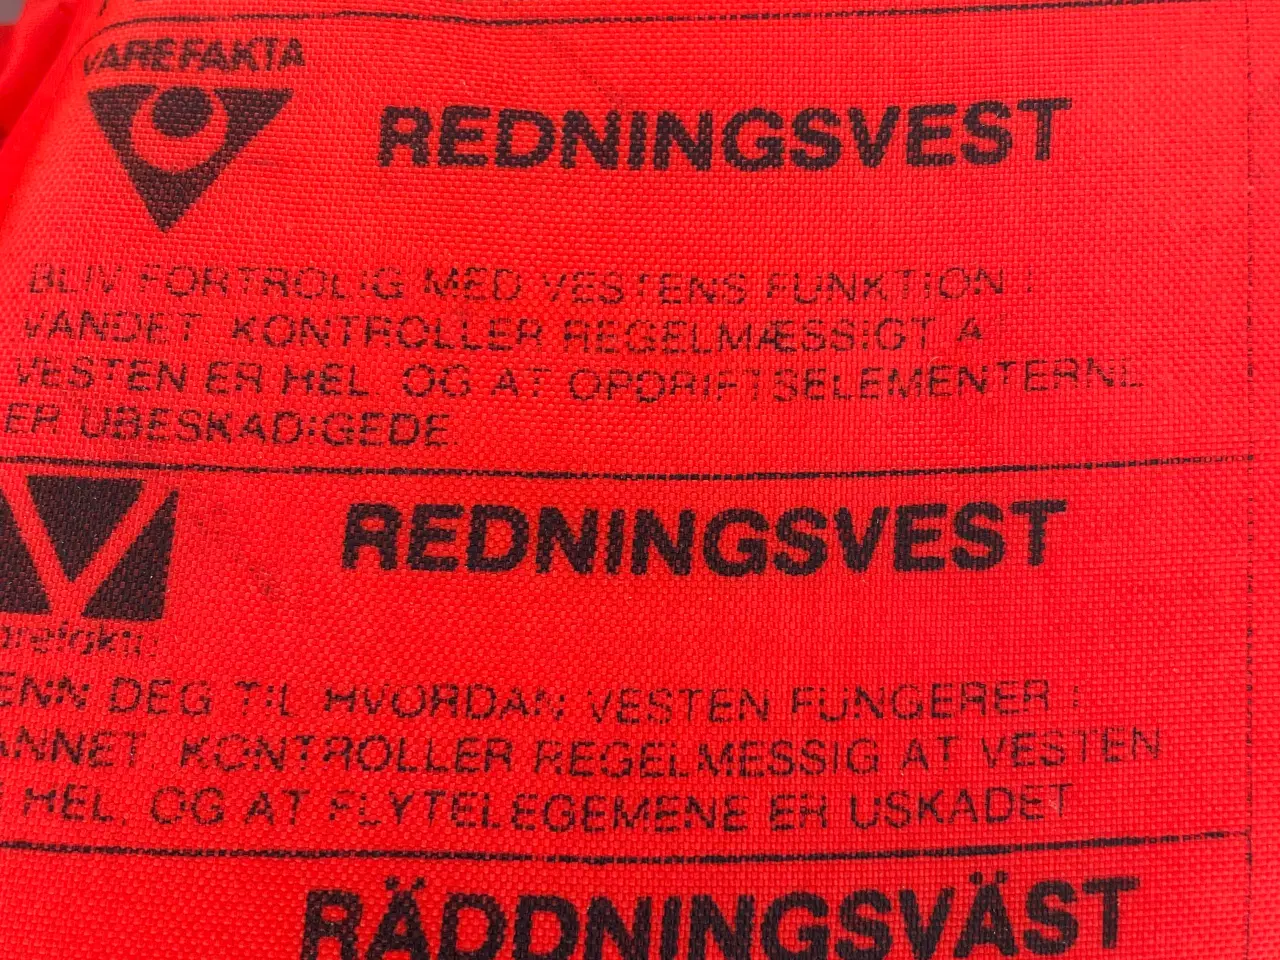 VAREFAKTA
REDNINGSVEST
BLIV FORTROLIG MED VESTENS FUNKTION I
VANDET. KONTROLLER REGELMÆSSIGT A
VESTEN ER HEL, OG AT OPDRIFTSELEMENTERNE
ER UBESKADIGEDE
REDNINGSVEST
arefakta
ENN DEG TIL HVORDAN VESTEN FUNGERER I
ANNET. KONTROLLER REGELMESSIG AT VESTEN
HEL, OG AT FLYTELEGEMENE ER USKADET
RÄDDNINGSVÄST